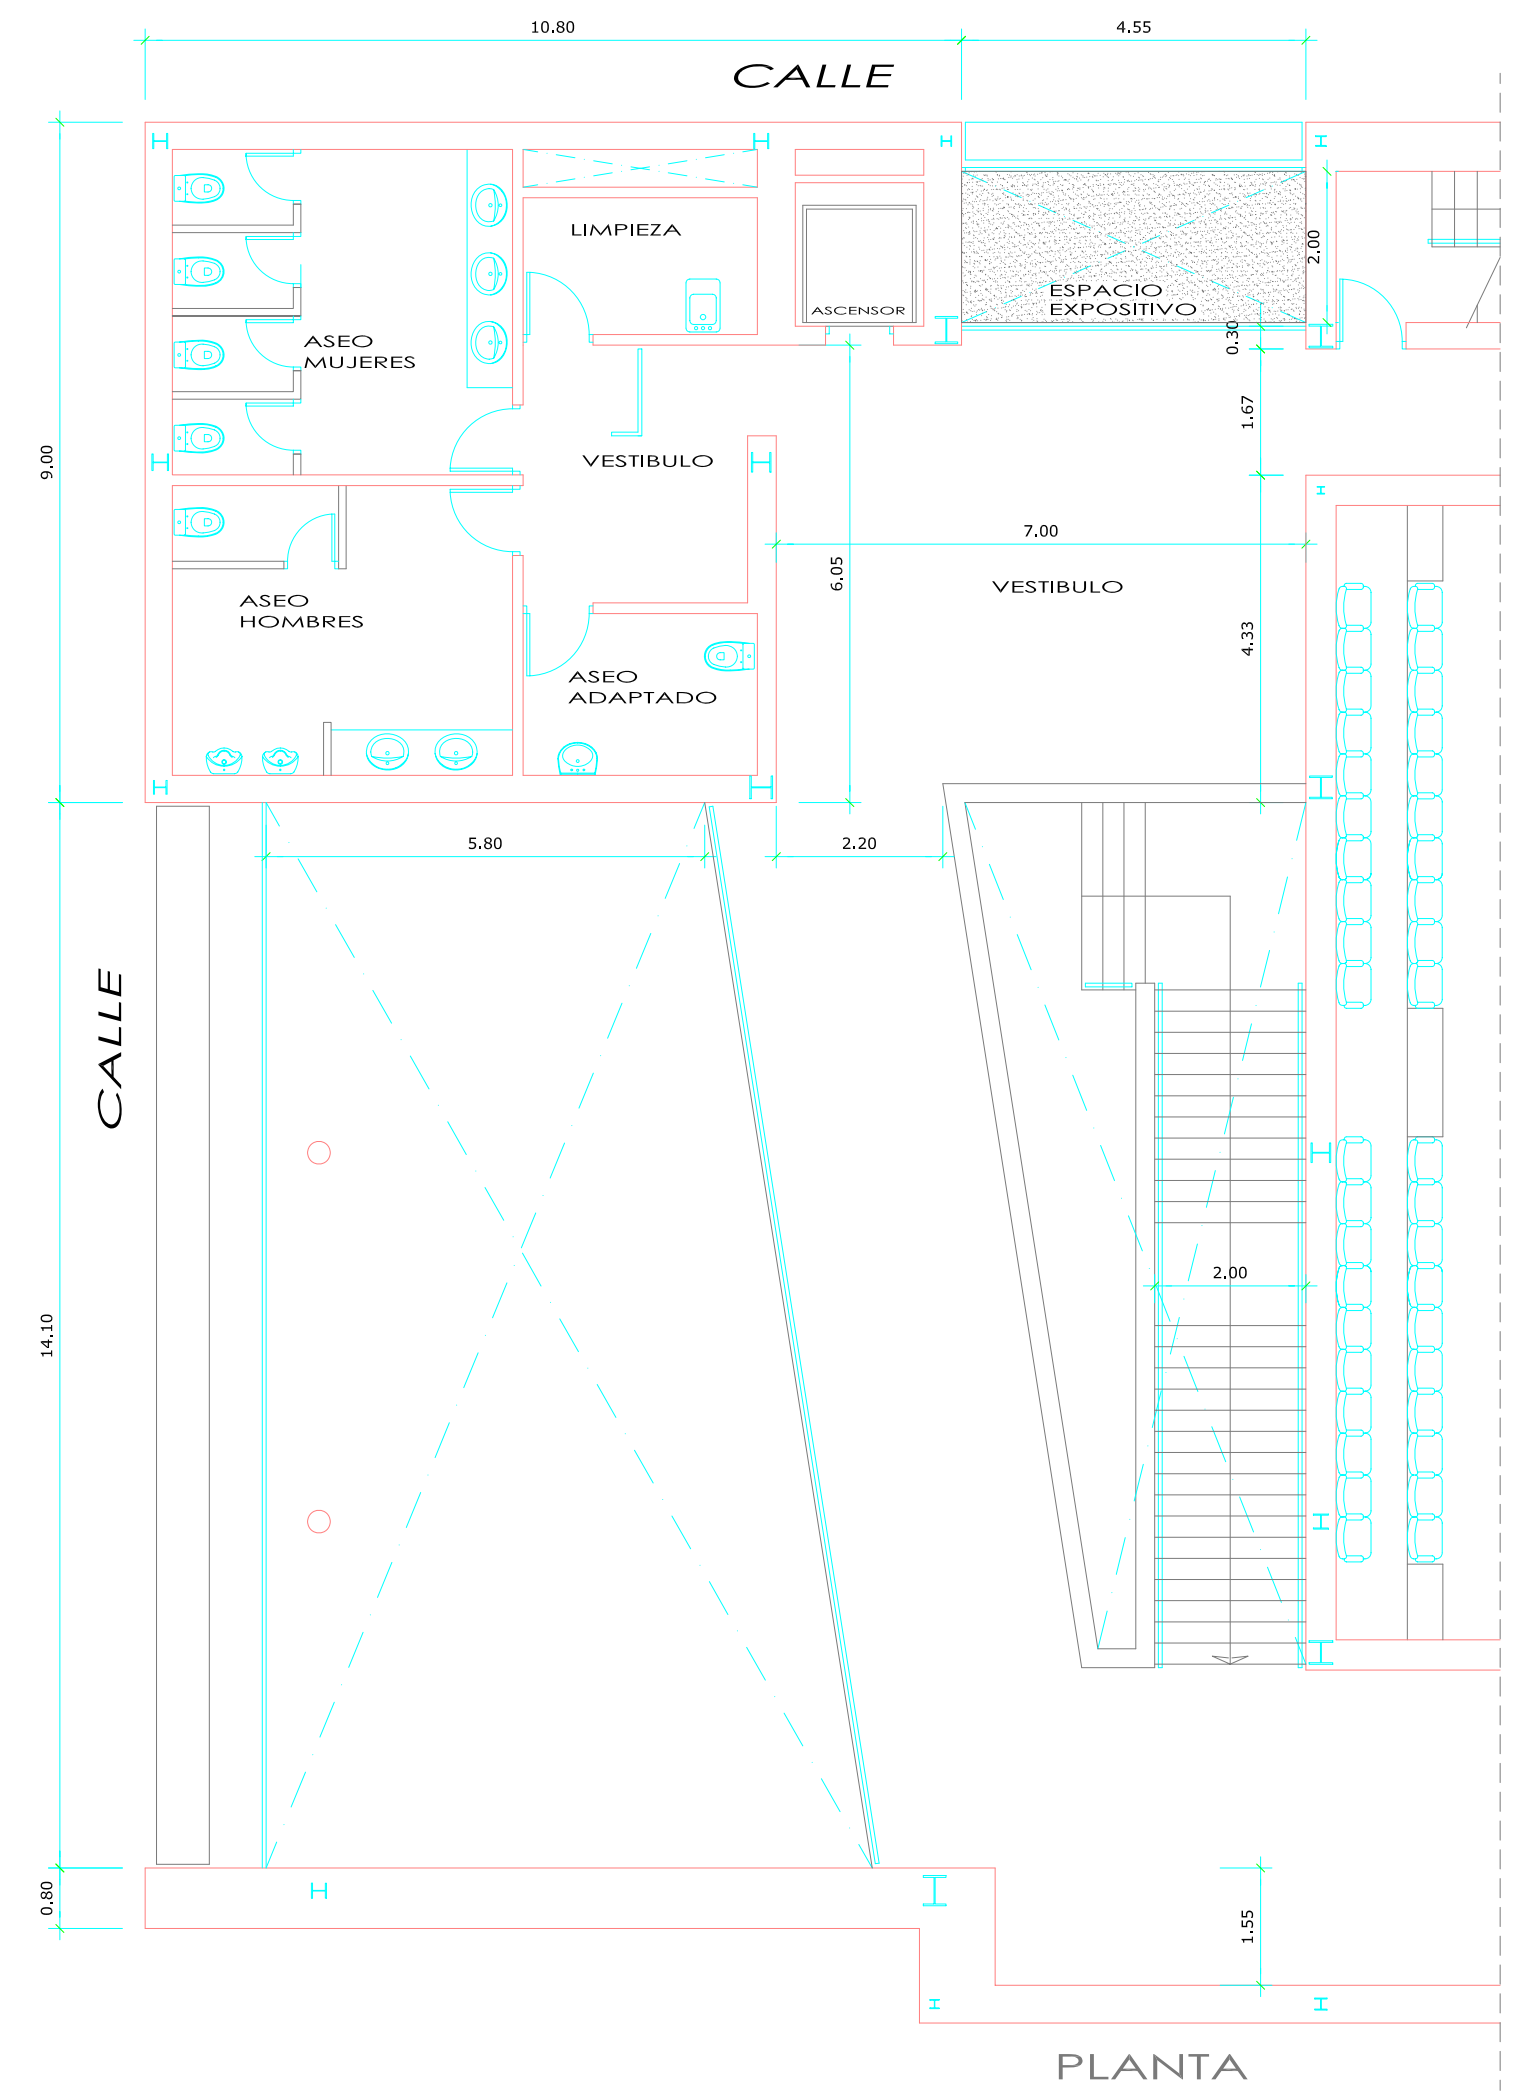 10.80
4.55
CALLE
LIMPIEZA
2.00
ESPACIO
EXPOSITIVO
ASCENSOR
0.30
ASEO
MUJERES
1.67
9.00
VESTIBULO
7.00
6.05
VESTIBULO
4.33
ASEO
HOMBRES
ASEO
ADAPTADO
5.80
2.20
CALLE
2.00
14.10
0.80
1.55
PLANTA